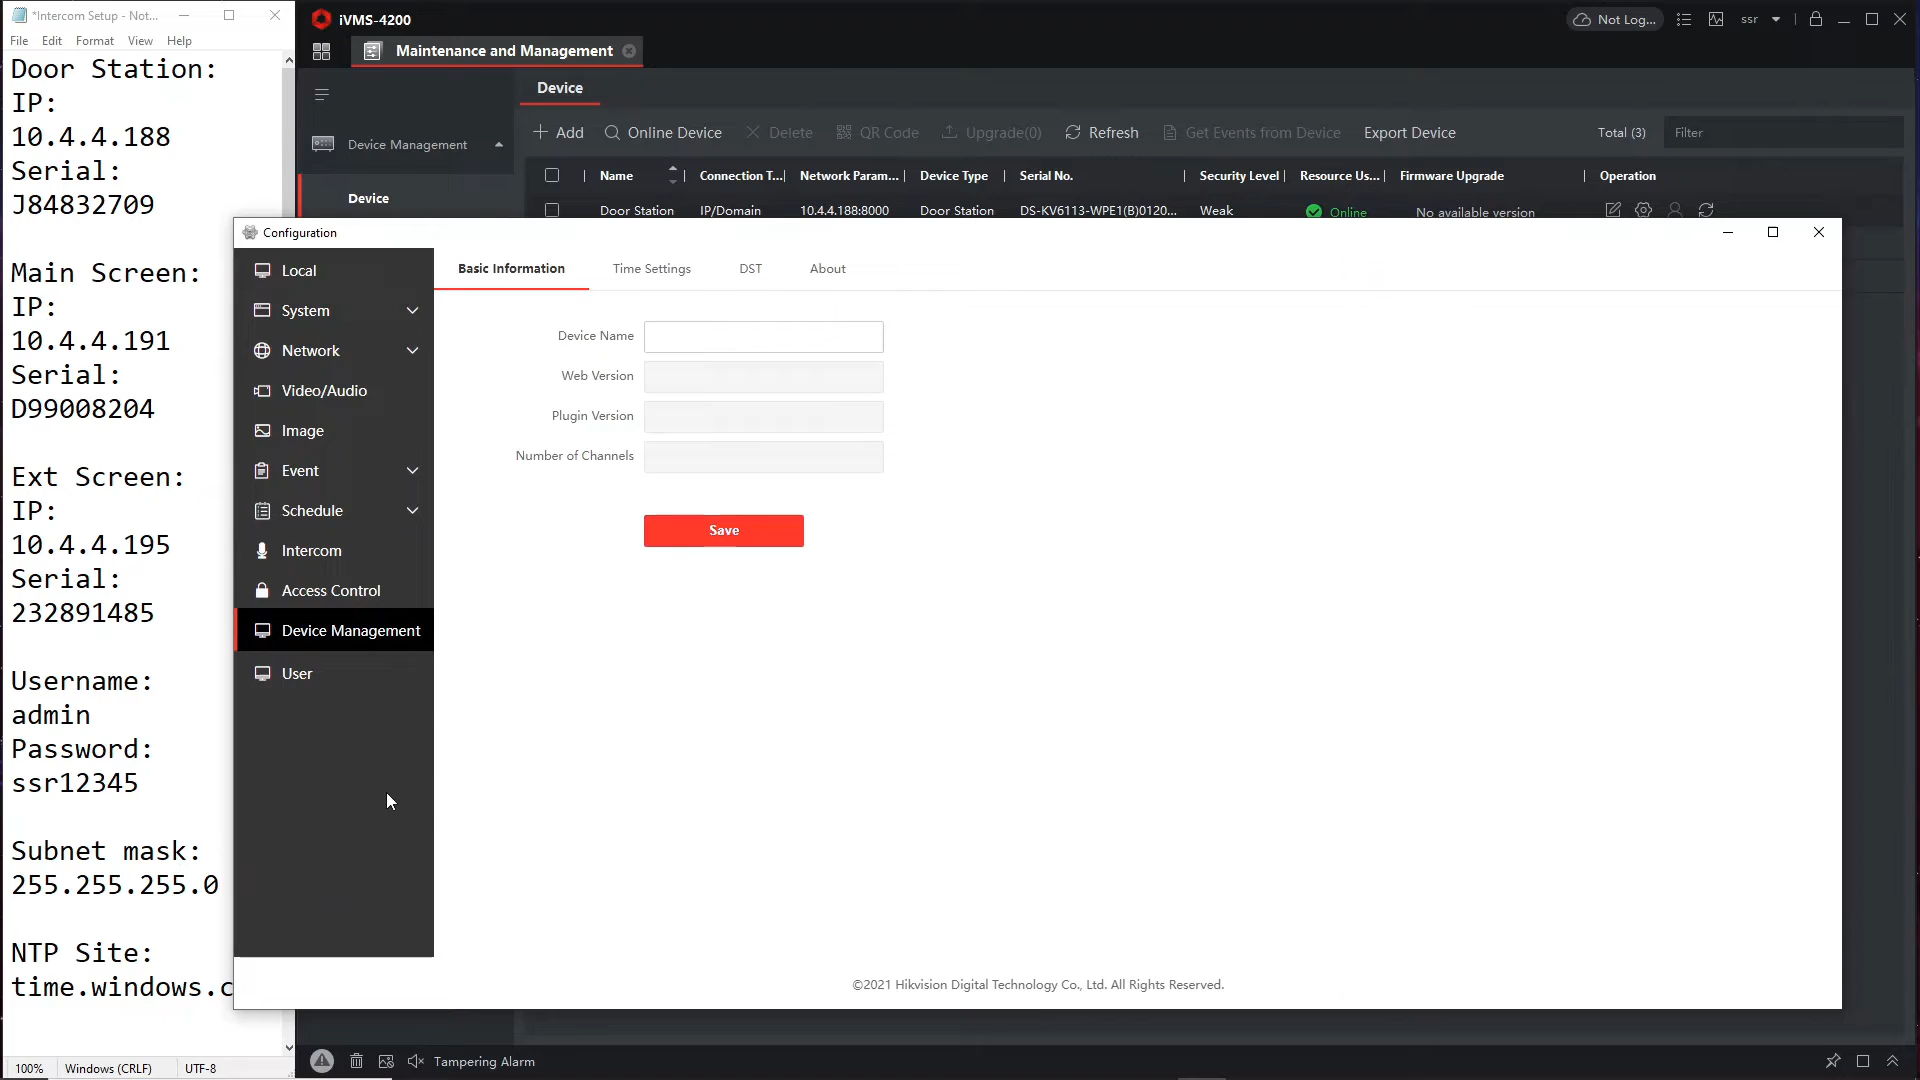 *Intercom Setup - Not...
File Edit Format View Help
Door Station:
IP:
10.4.4.188
Serial:
J84832709
Main Screen:
IP:
10.4.4.191
Serial:
D99008204
Ext Screen:
IP:
10.4.4.195
Serial:
232891485
Username:
admin
Password:
ssr12345
Subnet mask:
255.255.255.0
NTP Site:
time.windows.c
100% Windows (CRLF) UTF-8
iVMS-4200
Not Log... ssr
Maintenance and Management
Device Management
Device
Device
Add Online Device Delete QR Code Upgrade(0) Refresh Get Events from Device Export Device Total (3) Filter
Name Connection T... Network Param... Device Type Serial No. Security Level Resource Us... Firmware Upgrade Operation
Door Station IP/Domain 10.4.4.188:8000 Door Station DS-KV6113-WPE1(B)0120... Weak Online No available version
Configuration
Local
System
Network
Video/Audio
Image
Event
Schedule
Intercom
Access Control
Device Management
User
Basic Information Time Settings DST About
Device Name
Web Version
Plugin Version
Number of Channels
Save
©2021 Hikvision Digital Technology Co., Ltd. All Rights Reserved.
Tampering Alarm